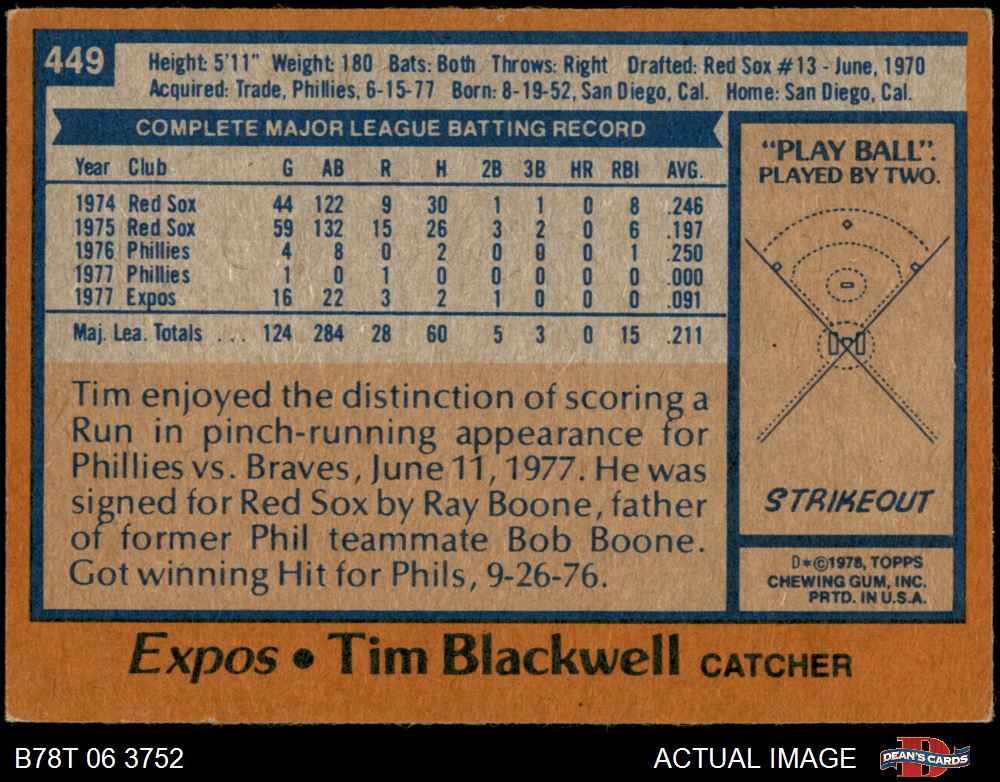 449
Height: 5'11" Weight: 180 Bats: Both Throws: Right Drafted: Red Sox #13 - June, 1970
Acquired: Trade, Phillies, 6-15-77 Born: 8-19-52, San Diego, Cal. Home: San Diego, Cal.
COMPLETE MAJOR LEAGUE BATTING RECORD
Year Club G AB R H 2B 3B HR RBI AVG.
1974 Red Sox 44 122 9 30 1 1 0 8 .246
1975 Red Sox 59 132 15 26 3 2 0 6 .197
1976 Phillies 4 8 0 2 0 0 0 1 .250
1977 Phillies 1 0 1 0 0 0 0 0 .000
1977 Expos 16 22 3 2 1 0 0 0 .091
Maj. Lea. Totals ... 124 284 28 60 5 3 0 15 .211
Tim enjoyed the distinction of scoring a
Run in pinch-running appearance for
Phillies vs. Braves, June 11, 1977. He was
signed for Red Sox by Ray Boone, father
of former Phil teammate Bob Boone.
Got winning Hit for Phils, 9-26-76.
"PLAY BALL".
PLAYED BY TWO.
STRIKEOUT
D*©1978, TOPPS
CHEWING GUM, INC.
PRTD. IN U.S.A.
Expos • Tim Blackwell CATCHER
B78T 06 3752 ACTUAL IMAGE DEAN'S CARDS